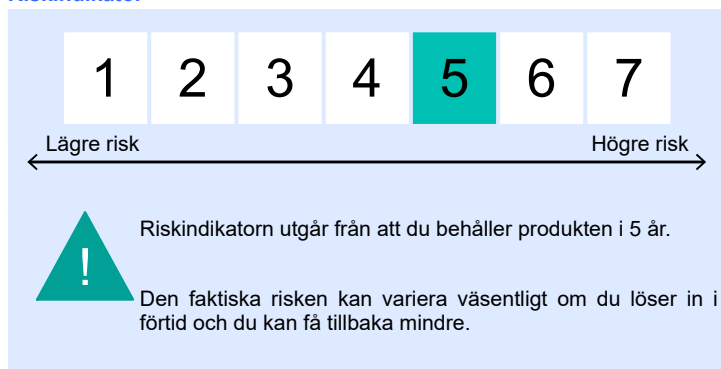 Riskindikator
1 2 3 4 5 6 7
Lägre risk Högre risk
Riskindikatorn utgår från att du behåller produkten i 5 år.
!
Den faktiska risken kan variera väsentligt om du löser in i
förtid och du kan få tillbaka mindre.